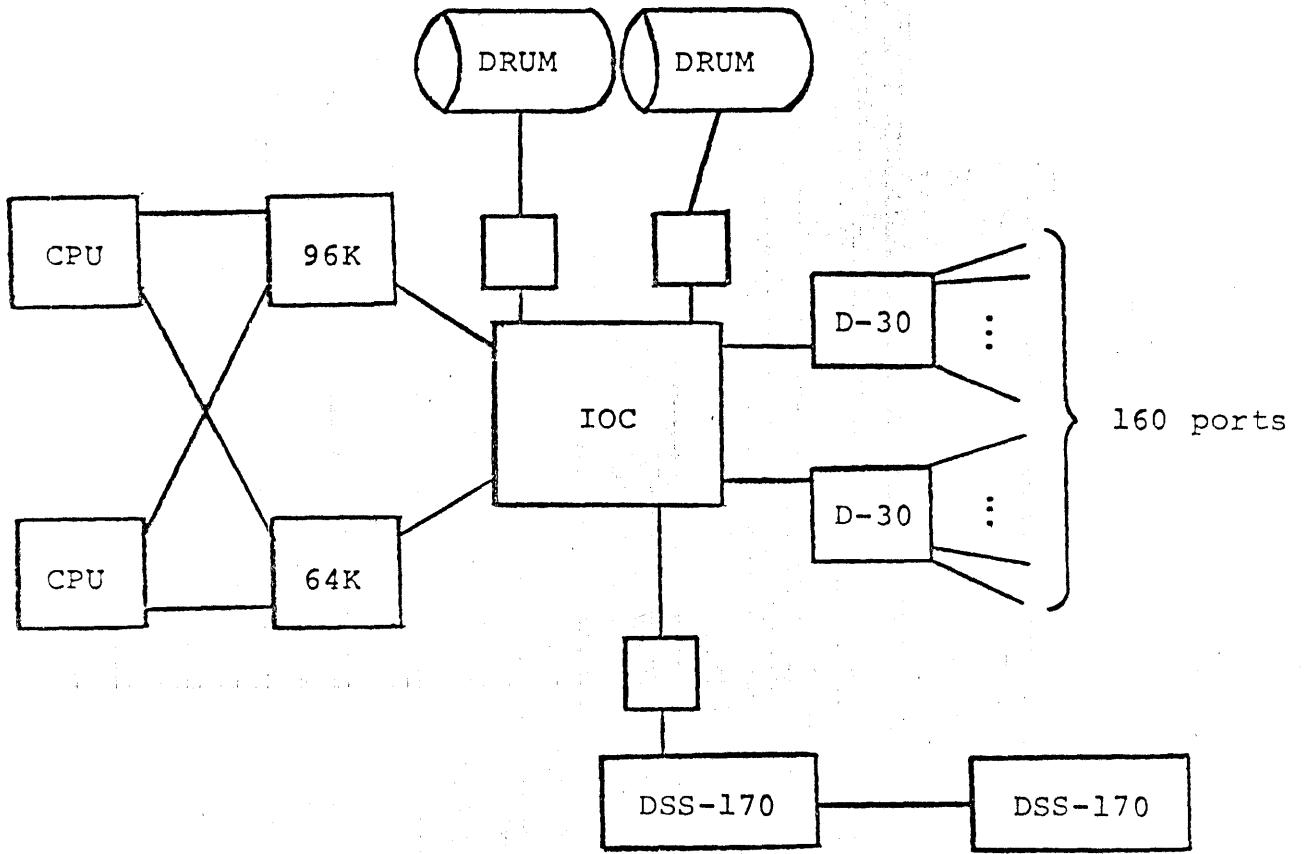 DRUM
DRUM
CPU
96K
D-30
IOC
160 ports
D-30
CPU
64K
DSS-170
DSS-170